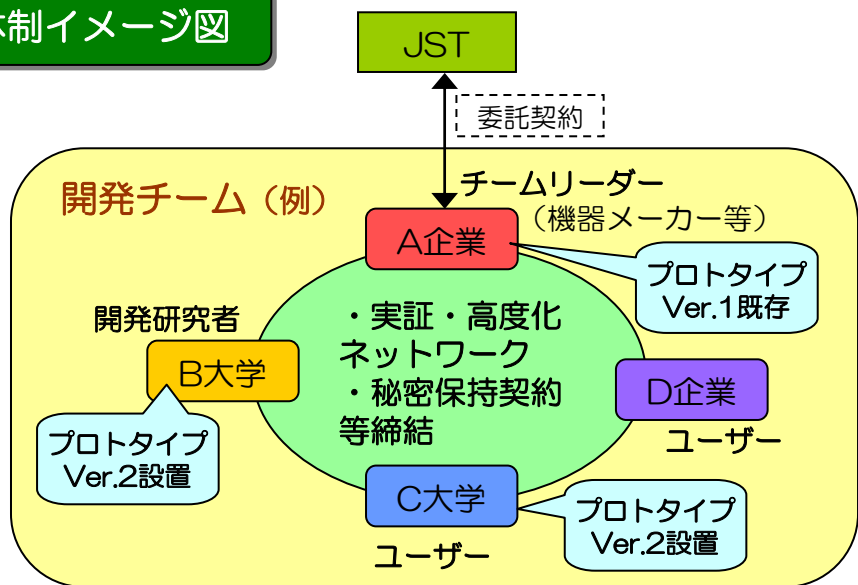 制イメージ図
JST
委託契約
開発チーム（例）
チームリーダー
（機器メーカー等）
A企業
プロトタイプ
Ver.1既存
開発研究者
B大学
・実証・高度化
ネットワーク
・秘密保持契約
等締結
D企業
ユーザー
プロトタイプ
Ver.2設置
C大学
ユーザー
プロトタイプ
Ver.2設置